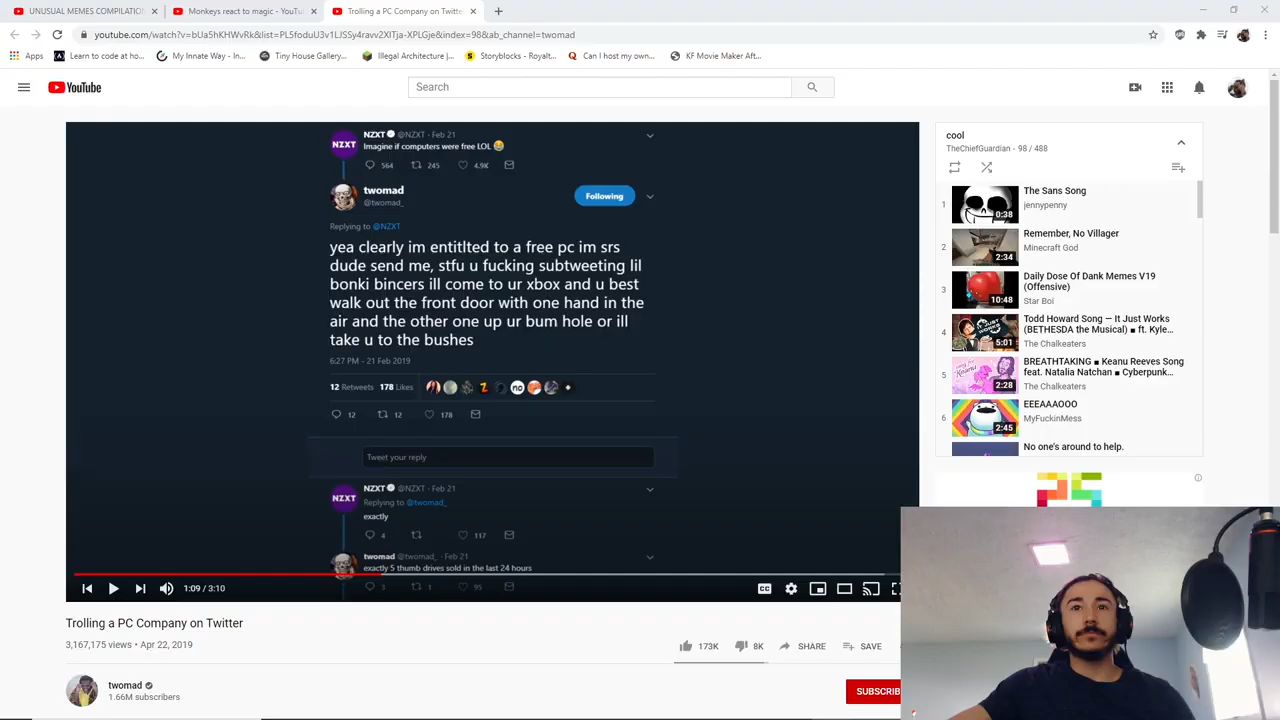 UNUSUAL MEMES COMPILATION
Monkeys react to magic - YouTu
Trolling a PC Company on Twitte
youtube.com/watch?v=bUa5hKHWvRk&list=PL5foduU3v1LJSSy4ravv2XITja-XPLGje&index=98&ab_channel=twomad
Apps
Learn to code at ho...
My Innate Way - In...
Tiny House Gallery...
Illegal Architectur...
Storyblocks - Royalt...
Can I host my own...
KF Movie Maker Aft...
YouTube
Search
NZXT
NZXT @NZXT · Feb 21
Imagine if computers were free LOL 😂
564 245 4.9K
twomad
@twomad_
Following
Replying to @NZXT
yea clearly im entitlted to a free pc im srs
dude send me, stfu u fucking subtweeting lil
bonki bincers ill come to ur xbox and u best
walk out the front door with one hand in the
air and the other one up ur bum hole or ill
take u to the bushes
6:27 PM - 21 Feb 2019
12 Retweets 178 Likes
12 12 178
Tweet your reply
NZXT
NZXT @NZXT · Feb 21
Replying to @twomad_
exactly
4 117
twomad @twomad_ · Feb 21
exactly 5 thumb drives sold in the last 24 hours
3 1 95
1:09 / 3:10
CC
Trolling a PC Company on Twitter
3,167,175 views • Apr 22, 2019
173K 8K SHARE SAVE
twomad
1.66M subscribers
SUBSCRIB
cool
TheChiefGuardian - 98 / 488
1
0:38
The Sans Song
jennypenny
2
2:34
Remember, No Villager
Minecraft God
3
10:48
Daily Dose Of Dank Memes V19
(Offensive)
Star Boi
4
5:01
Todd Howard Song — It Just Works
(BETHESDA the Musical) ■ ft. Kyle...
The Chalkeaters
5
2:28
BREATHTAKING ■ Keanu Reeves Song
feat. Natalia Natchan ■ Cyberpunk...
The Chalkeaters
6
2:45
EEEAAAOOO
MyFuckinMess
No one's around to help.